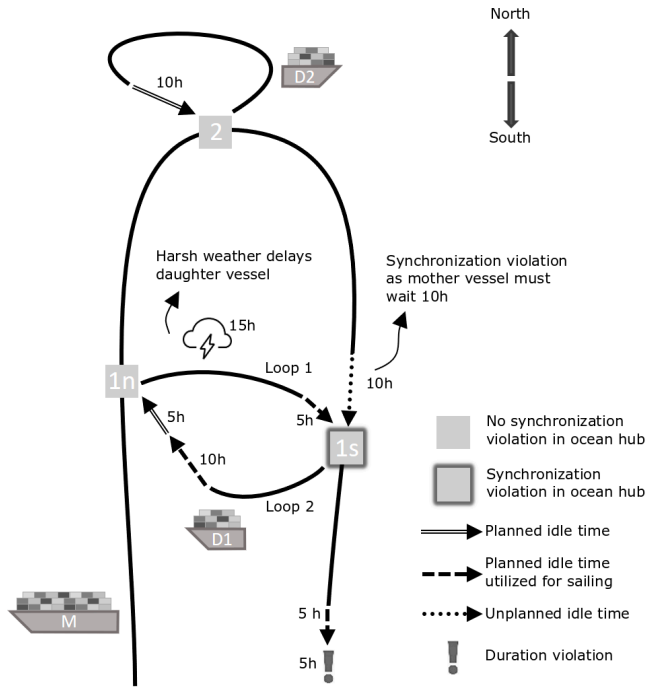 North
South
10h
D2
2
Harsh weather delays
daughter vessel
15h
Synchronization violation
as mother vessel must
wait 10h
10h
Loop 1
1n
5h
5h
1s
10h
Loop 2
D1
M
5 h
5h
No synchronization
violation in ocean hub
Synchronization
violation in ocean hub
Planned idle time
Planned idle time
utilized for sailing
Unplanned idle time
Duration violation